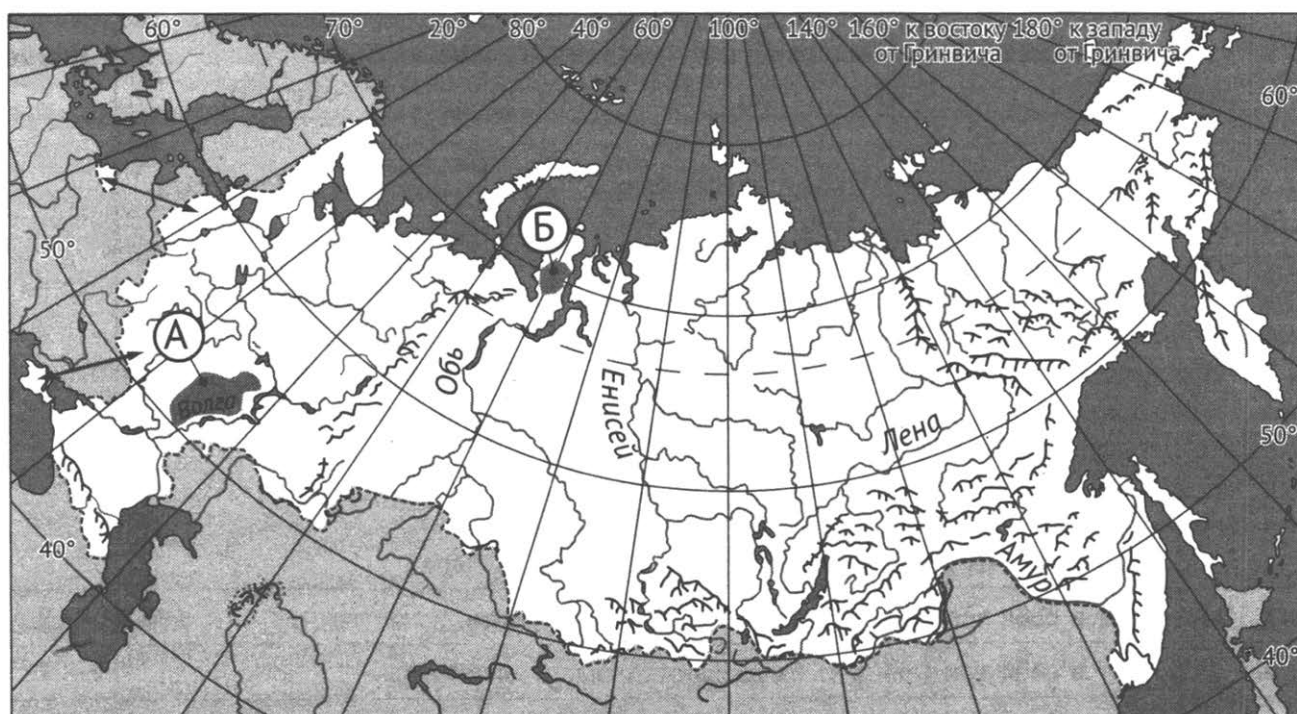 60° 70° 20° 80° 40° 60° 100° 140° 160° к востоку 180° к западу
от Гринвича от Гринвича
60°
Б
50°
А
Обь
Волга
Енисей
Лена
50°
40°
Амур
40°